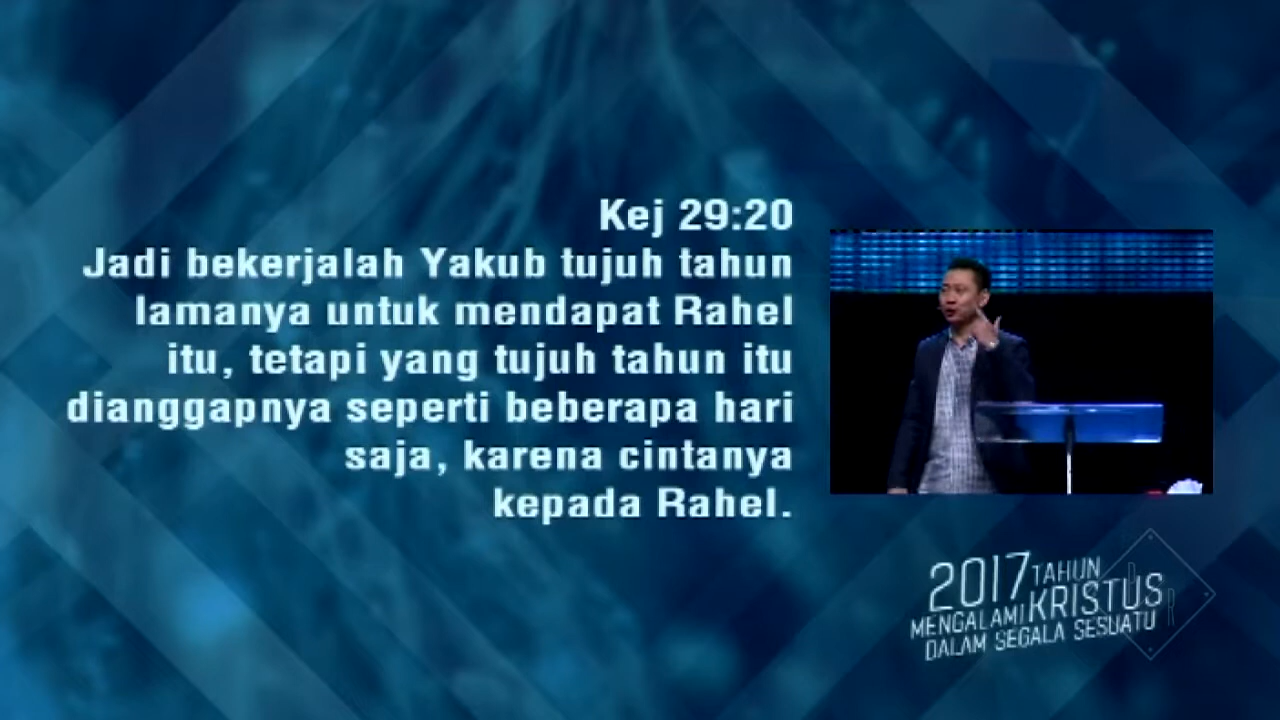 Kej 29:20
Jadi bekerjalah Yakub tujuh tahun
lamanya untuk mendapat Rahel
itu, tetapi yang tujuh tahun itu
dianggapnya seperti beberapa hari
saja, karena cintanya
kepada Rahel.
2017 TAHUN
MENGALAMI KRISTUS
DALAM SEGALA SESUATU